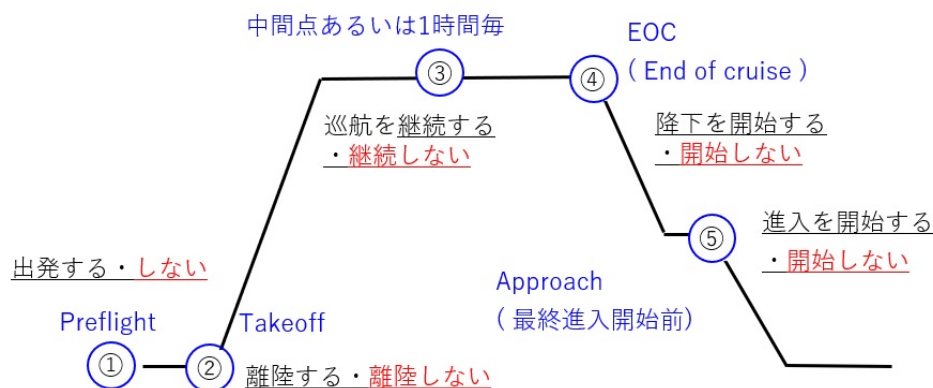 中間点あるいは1時間毎
③
EOC
( End of cruise )
④
巡航を継続する
・継続しない
降下を開始する
・開始しない
⑤
進入を開始する
・開始しない
出発する・しない
Approach
( 最終進入開始前)
Preflight
①
②
Takeoff
離陸する・離陸しない